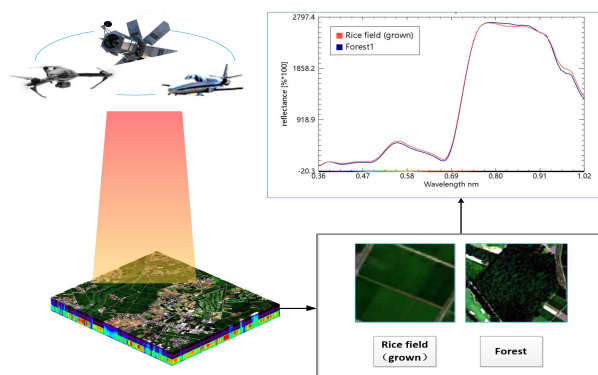 2797.4
1858.2
918.9
-20.3
reflectance [%*100]
Rice field (grown)
Forest1
0.36
0.47
0.58
0.69
0.80
0.91
1.02
Wavelength nm
Rice field
（grown）
Forest